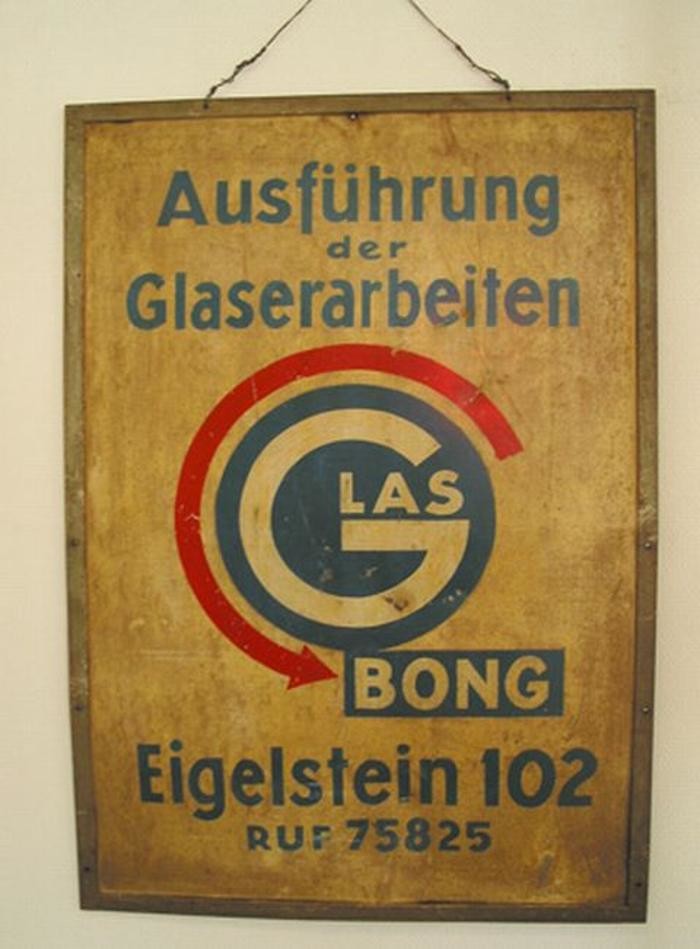 Ausführung
der
Glaserarbeiten
GLAS
BONG
Eigelstein 102
RUF 75825